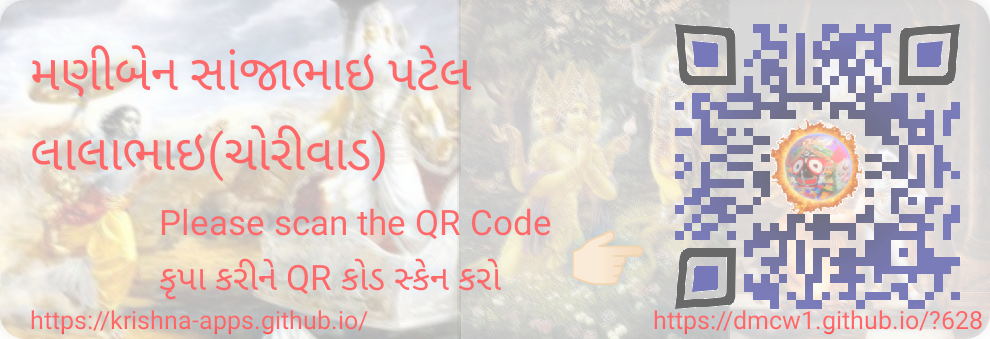 મણીબેન સાંજાભાઇ પટેલ
લાલાભાઇ(ચોરીવાડ)
Please scan the QR Code
કૃપા કરીને QR કોડ સ્કેન કરો
https://krishna-apps.github.io/
https://dmcw1.github.io/?628